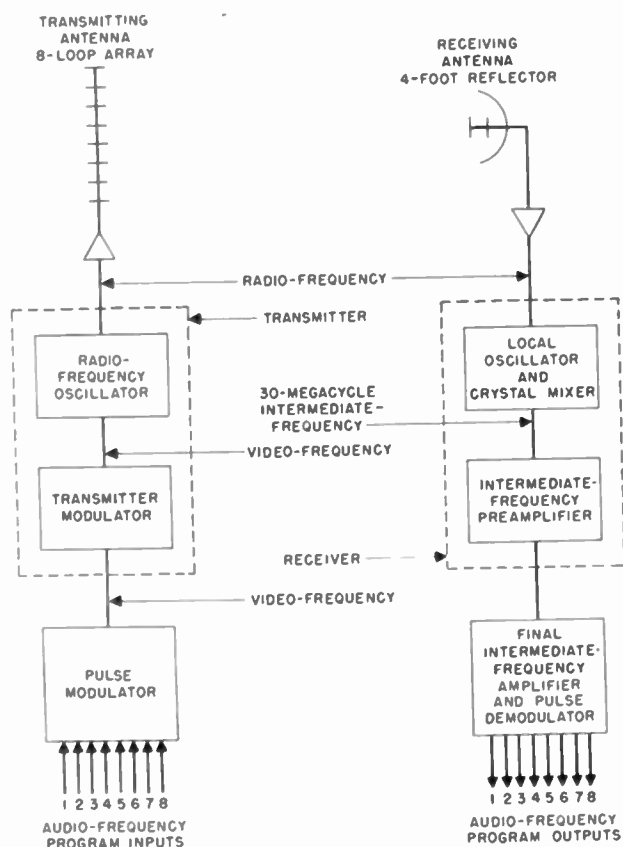 TRANSMITTING
ANTENNA
8-LOOP ARRAY
RECEIVING
ANTENNA
4-FOOT REFLECTOR
RADIO-FREQUENCY
TRANSMITTER
RADIO-
FREQUENCY
OSCILLATOR
LOCAL
OSCILLATOR
AND
CRYSTAL MIXER
30-MEGACYCLE
INTERMEDIATE-
FREQUENCY
VIDEO-FREQUENCY
TRANSMITTER
MODULATOR
INTERMEDIATE-
FREQUENCY
PREAMPLIFIER
RECEIVER
VIDEO-FREQUENCY
PULSE
MODULATOR
FINAL
INTERMEDIATE-
FREQUENCY
AMPLIFIER
AND PULSE
DEMODULATOR
1 2 3 4 5 6 7 8
AUDIO-FREQUENCY
PROGRAM INPUTS
1 2 3 4 5 6 7 8
AUDIO-FREQUENCY
PROGRAM OUTPUTS